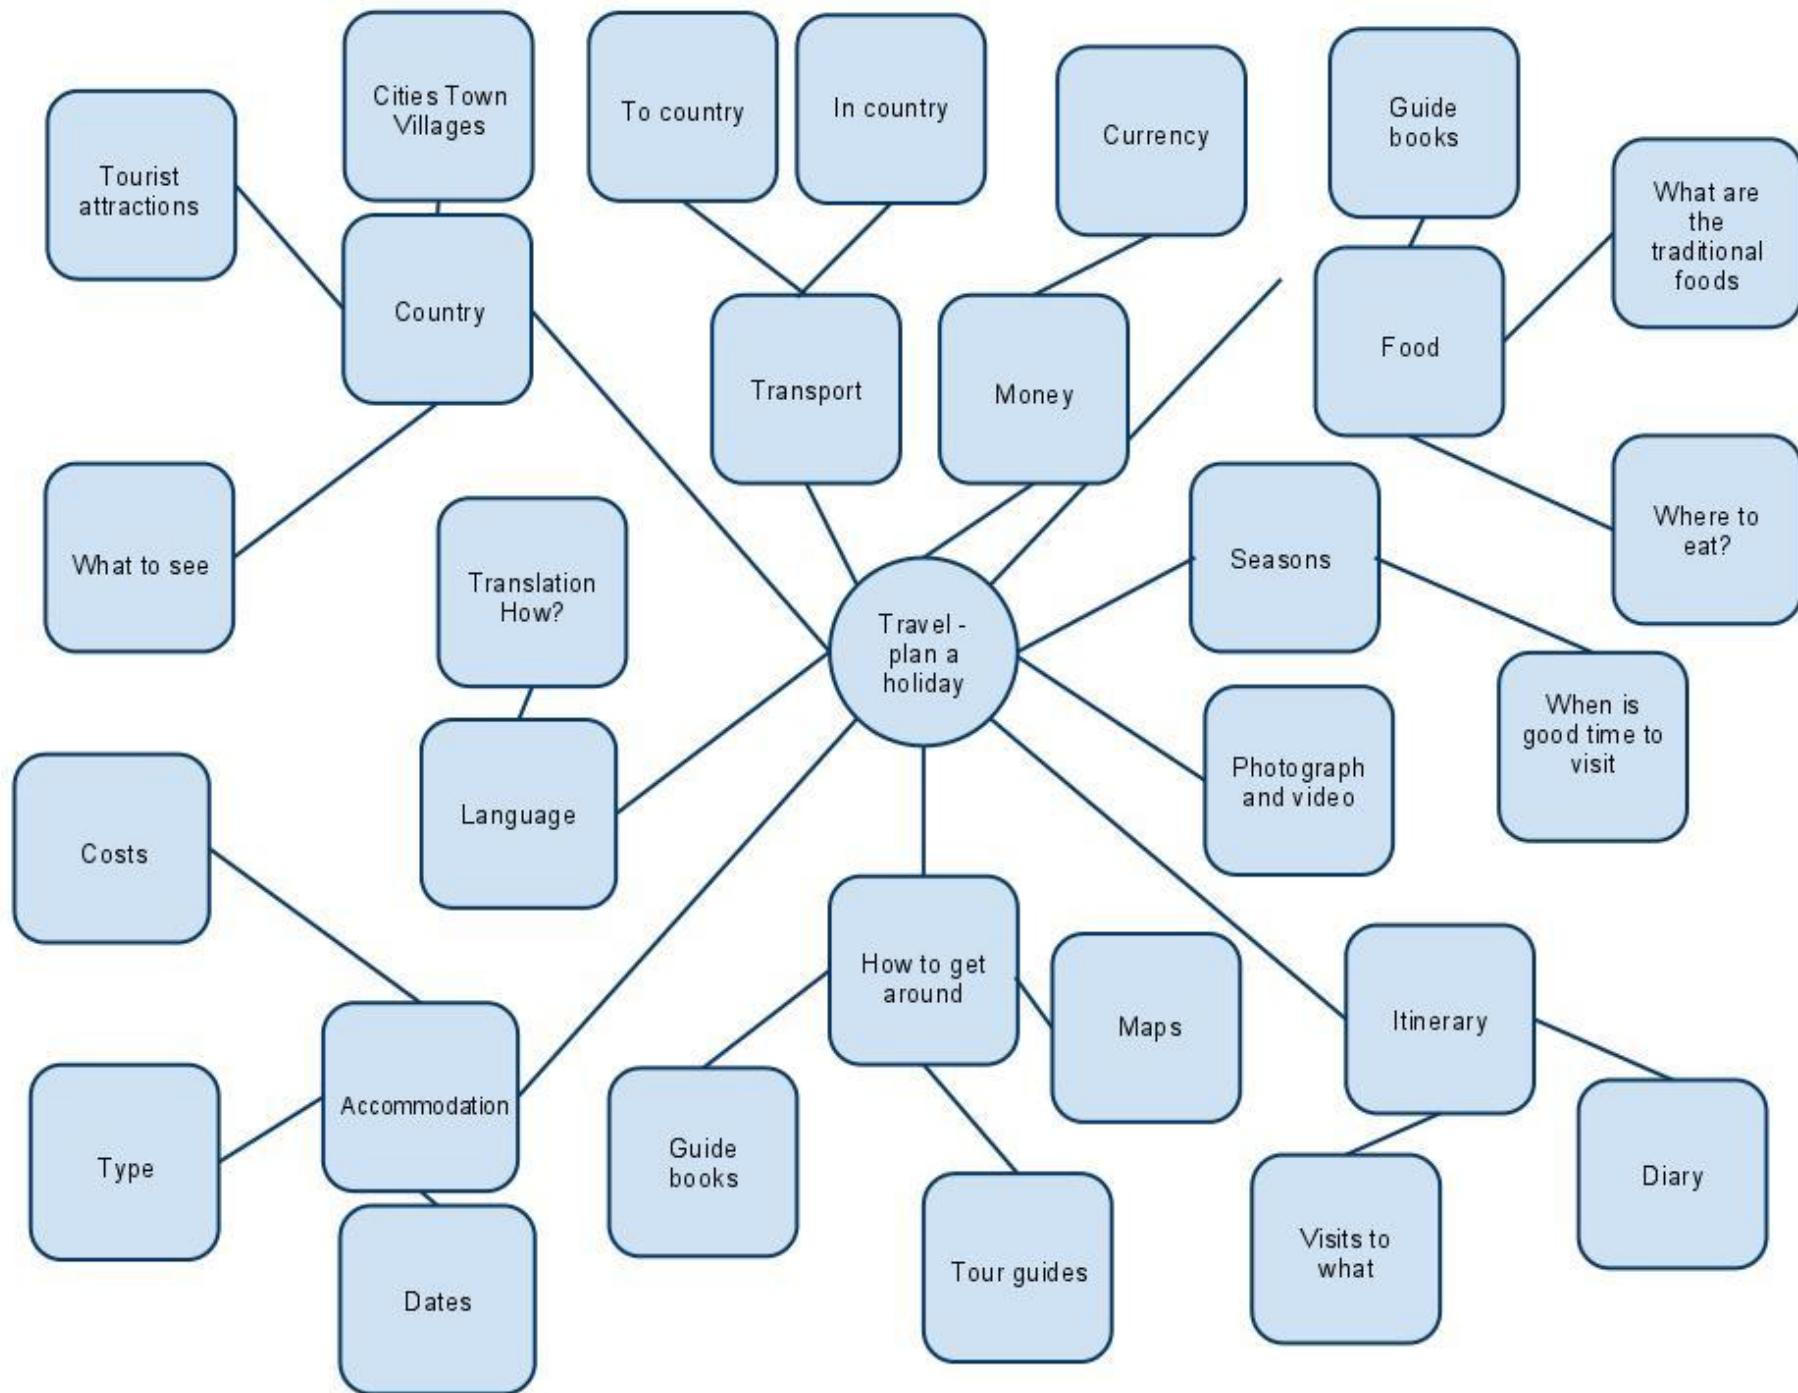 Cities Town
Villages
To country
In country
Currency
Guide
books
Tourist
attractions
What are
the
traditional
foods
Country
Transport
Money
Food
What to see
Translation
How?
Seasons
Where to
eat?
Travel -
plan a
holiday
When is
good time to
visit
Photograph
and video
Language
Costs
How to get
around
Maps
Itinerary
Accommodation
Type
Guide
books
Diary
Visits to
what
Tour guides
Dates